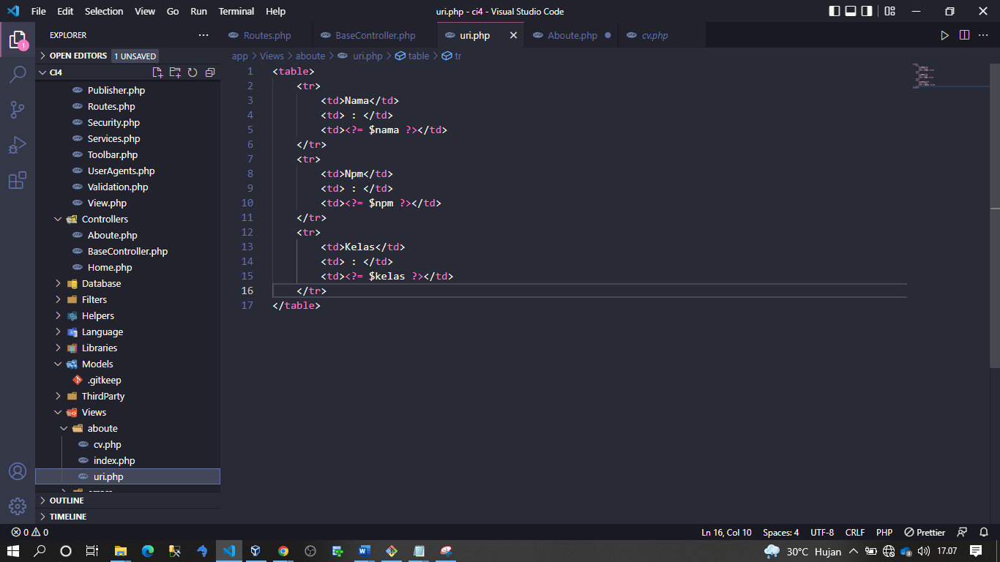 File Edit Selection View Go Run Terminal Help uri.php - ci4 - Visual Studio Code
EXPLORER
Routes.php BaseController.php uri.php Aboute.php cv.php
OPEN EDITORS 1 UNSAVED
app > Views > aboute > uri.php > table > tr
CI4
Publisher.php
Routes.php
Security.php
Services.php
Toolbar.php
UserAgents.php
Validation.php
View.php
Controllers
Aboute.php
BaseController.php
Home.php
Database
Filters
Helpers
Language
Libraries
Models
.gitkeep
ThirdParty
Views
aboute
cv.php
index.php
uri.php
OUTLINE
TIMELINE
1 <table>
2 <tr>
3 <td>Nama</td>
4 <td> : </td>
5 <td><?= $nama ?></td>
6 </tr>
7 <tr>
8 <td>Npm</td>
9 <td> : </td>
10 <td><?= $npm ?></td>
11 </tr>
12 <tr>
13 <td>Kelas</td>
14 <td> : </td>
15 <td><?= $kelas ?></td>
16 </tr>
17 </table>
1
0 0 Ln 16, Col 10 Spaces: 4 UTF-8 CRLF PHP Prettier
30°C Hujan 17.07